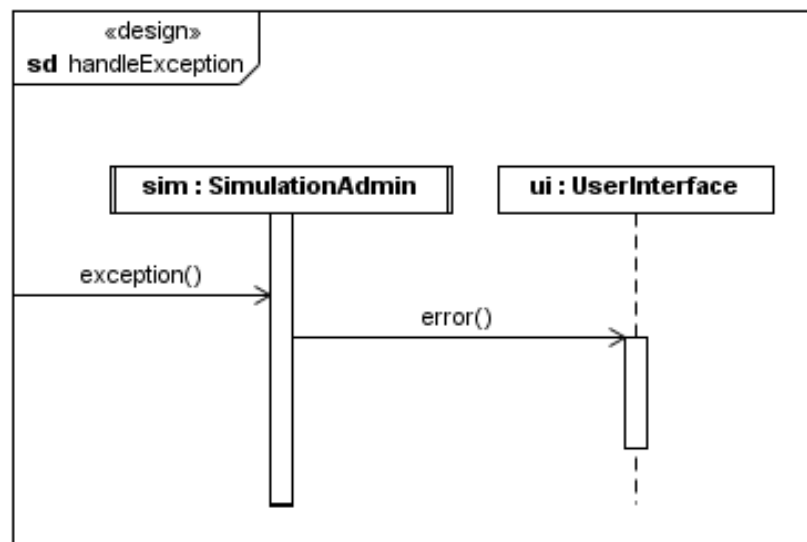 «design»
sd handleException
sim : SimulationAdmin
ui : UserInterface
exception()
error()